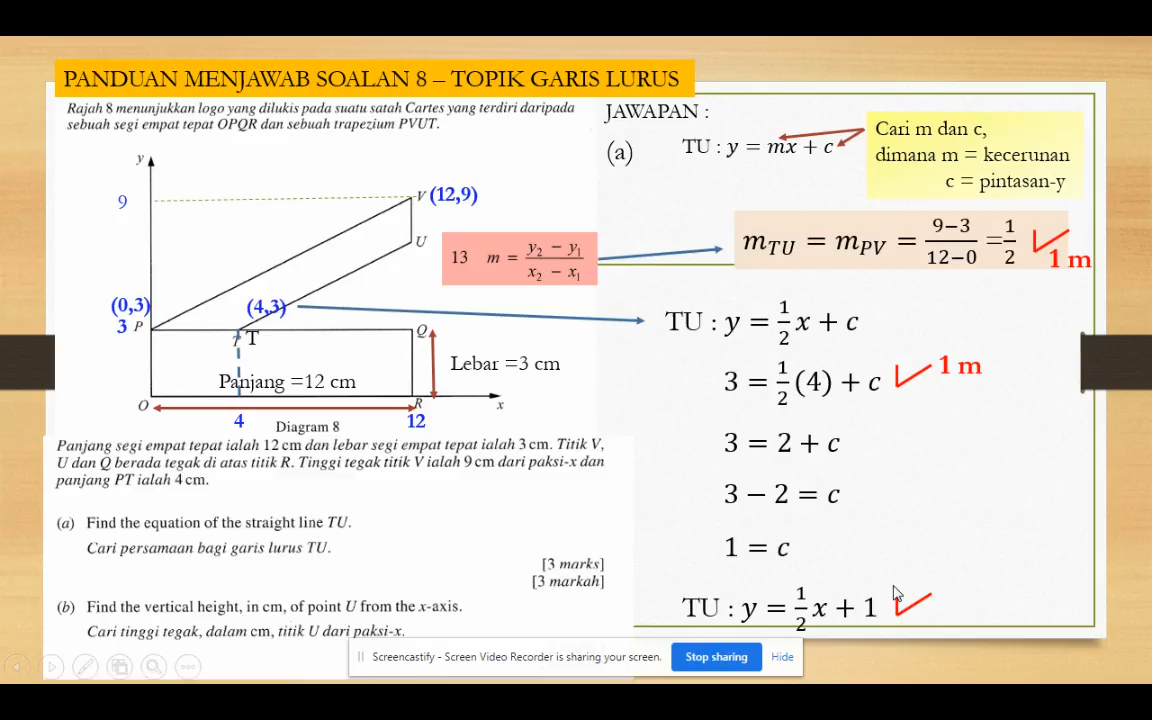 PANDUAN MENJAWAB SOALAN 8 – TOPIK GARIS LURUS
Rajah 8 menunjukkan logo yang dilukis pada suatu satah Cartes yang terdiri daripada
sebuah segi empat tepat OPQR dan sebuah trapezium PVUT.
y
9
V (12,9)
U
13 m = (y₂ − y₁)/(x₂ − x₁)
(0,3)
(4,3)
3 P
T T
Q
Lebar =3 cm
Panjang =12 cm
O
R
x
4
12
Diagram 8
Panjang segi empat tepat ialah 12 cm dan lebar segi empat tepat ialah 3 cm. Titik V,
U dan Q berada tegak di atas titik R. Tinggi tegak titik V ialah 9 cm dari paksi-x dan
panjang PT ialah 4 cm.
(a) Find the equation of the straight line TU.
Cari persamaan bagi garis lurus TU.
[3 marks]
[3 markah]
(b) Find the vertical height, in cm, of point U from the x-axis.
Cari tinggi tegak, dalam cm, titik U dari paksi-x.
JAWAPAN :
(a) TU : y = mx + c
Cari m dan c,
dimana m = kecerunan
c = pintasan-y
m_TU = m_PV = (9−3)/(12−0) = 1/2
1 m
TU : y = 1/2 x + c
3 = 1/2 (4) + c
1 m
3 = 2 + c
3 − 2 = c
1 = c
TU : y = 1/2 x + 1
Screencastify - Screen Video Recorder is sharing your screen.
Stop sharing
Hide